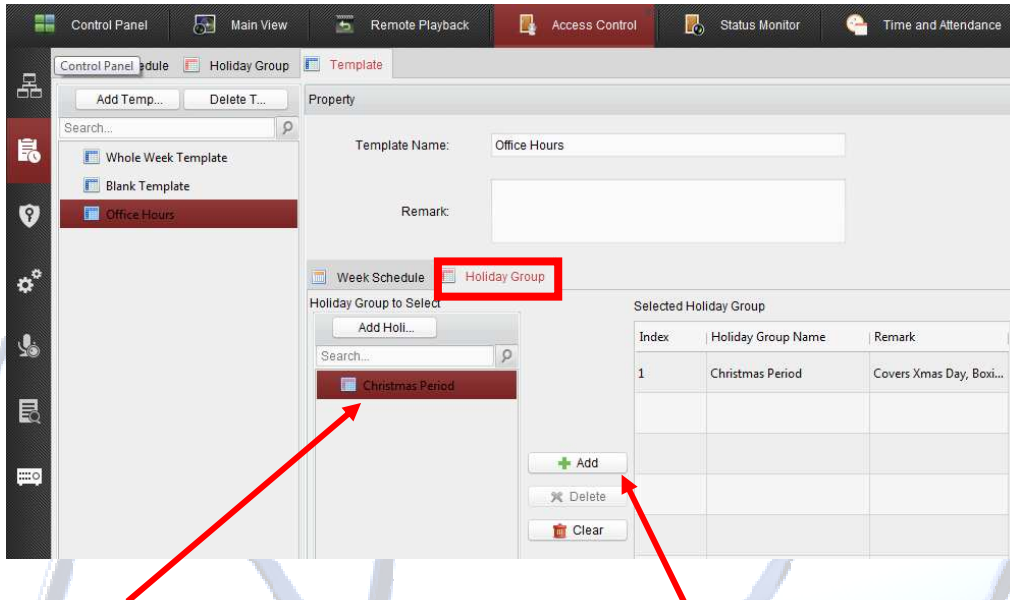 Control Panel Main View Remote Playback Access Control Status Monitor Time and Attendance
Control Panel edule Holiday Group Template
Add Temp... Delete T...
Search...
Whole Week Template
Blank Template
Office Hours
Property
Template Name: Office Hours
Remark:
Week Schedule Holiday Group
Holiday Group to Select
Add Holi...
Search...
Christmas Period
Add
Delete
Clear
Selected Holiday Group
Index Holiday Group Name Remark
1 Christmas Period Covers Xmas Day, Boxi...